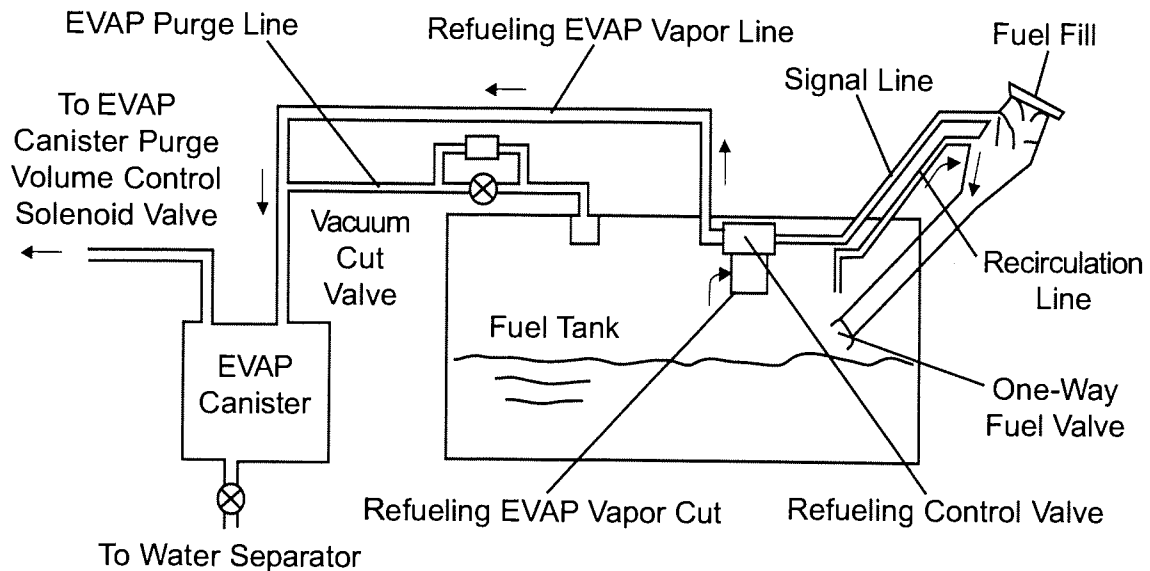 EVAP Purge Line
Refueling EVAP Vapor Line
Fuel Fill
Signal Line
To EVAP
Canister Purge
Volume Control
Solenoid Valve
Vacuum
Cut
Valve
Recirculation
Line
Fuel Tank
EVAP
Canister
One-Way
Fuel Valve
Refueling EVAP Vapor Cut
Refueling Control Valve
To Water Separator